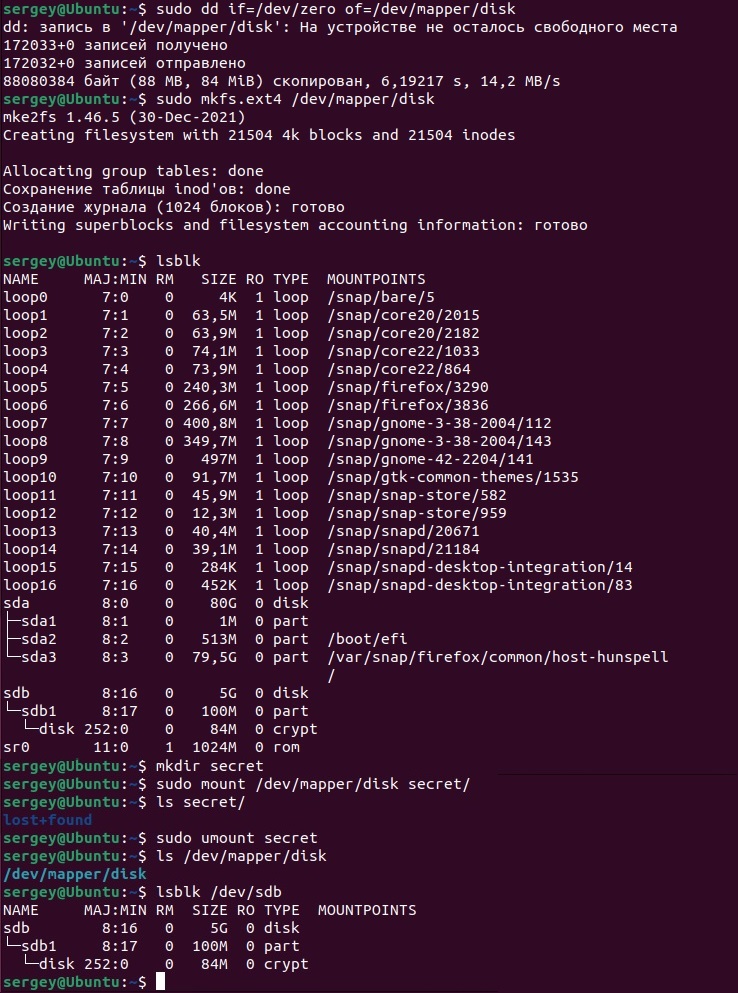 sergey@Ubuntu:~$ sudo dd if=/dev/zero of=/dev/mapper/disk
dd: запись в '/dev/mapper/disk': На устройстве не осталось свободного места
172033+0 записей получено
172032+0 записей отправлено
88080384 байт (88 MB, 84 MiB) скопирован, 6,19217 s, 14,2 MB/s
sergey@Ubuntu:~$ sudo mkfs.ext4 /dev/mapper/disk
mke2fs 1.46.5 (30-Dec-2021)
Creating filesystem with 21504 4k blocks and 21504 inodes

Allocating group tables: done
Сохранение таблицы inod'ов: done
Создание журнала (1024 блоков): готово
Writing superblocks and filesystem accounting information: готово

sergey@Ubuntu:~$ lsblk
NAME     MAJ:MIN RM   SIZE RO TYPE  MOUNTPOINTS
loop0      7:0    0     4K  1 loop  /snap/bare/5
loop1      7:1    0  63,5M  1 loop  /snap/core20/2015
loop2      7:2    0  63,9M  1 loop  /snap/core20/2182
loop3      7:3    0  74,1M  1 loop  /snap/core22/1033
loop4      7:4    0  73,9M  1 loop  /snap/core22/864
loop5      7:5    0 240,3M  1 loop  /snap/firefox/3290
loop6      7:6    0 266,6M  1 loop  /snap/firefox/3836
loop7      7:7    0 400,8M  1 loop  /snap/gnome-3-38-2004/112
loop8      7:8    0 349,7M  1 loop  /snap/gnome-3-38-2004/143
loop9      7:9    0   497M  1 loop  /snap/gnome-42-2204/141
loop10     7:10   0  91,7M  1 loop  /snap/gtk-common-themes/1535
loop11     7:11   0  45,9M  1 loop  /snap/snap-store/582
loop12     7:12   0  12,3M  1 loop  /snap/snap-store/959
loop13     7:13   0  40,4M  1 loop  /snap/snapd/20671
loop14     7:14   0  39,1M  1 loop  /snap/snapd/21184
loop15     7:15   0   284K  1 loop  /snap/snapd-desktop-integration/14
loop16     7:16   0   452K  1 loop  /snap/snapd-desktop-integration/83
sda        8:0    0    80G  0 disk
├─sda1     8:1    0     1M  0 part
├─sda2     8:2    0   513M  0 part  /boot/efi
└─sda3     8:3    0  79,5G  0 part  /var/snap/firefox/common/host-hunspell
                                    /
sdb        8:16   0     5G  0 disk
└─sdb1     8:17   0   100M  0 part
  └─disk 252:0    0    84M  0 crypt
sr0       11:0    1  1024M  0 rom
sergey@Ubuntu:~$ mkdir secret
sergey@Ubuntu:~$ sudo mount /dev/mapper/disk secret/
sergey@Ubuntu:~$ ls secret/
lost+found
sergey@Ubuntu:~$ sudo umount secret
sergey@Ubuntu:~$ ls /dev/mapper/disk
/dev/mapper/disk
sergey@Ubuntu:~$ lsblk /dev/sdb
NAME     MAJ:MIN RM  SIZE RO TYPE  MOUNTPOINTS
sdb        8:16   0    5G  0 disk
└─sdb1     8:17   0  100M  0 part
  └─disk 252:0    0   84M  0 crypt
sergey@Ubuntu:~$